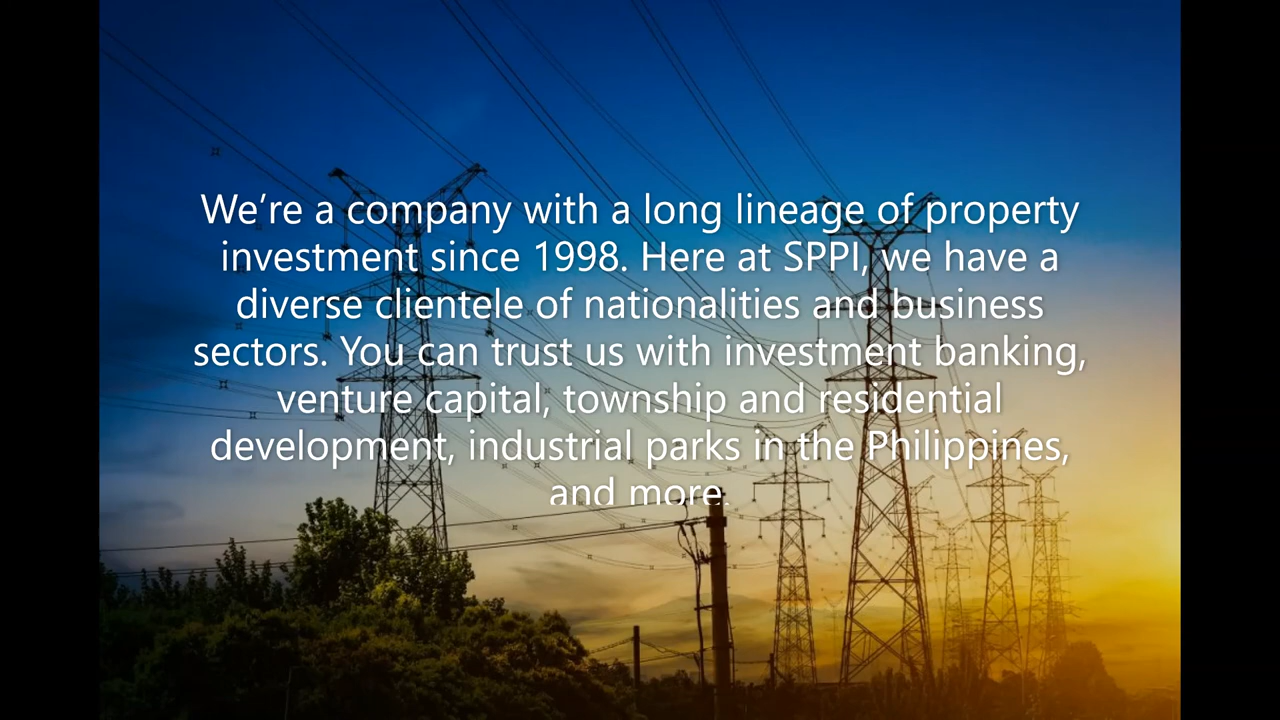 We’re a company with a long lineage of property
investment since 1998. Here at SPPI, we have a
diverse clientele of nationalities and business
sectors. You can trust us with investment banking,
venture capital, township and residential
development, industrial parks in the Philippines,
and more.